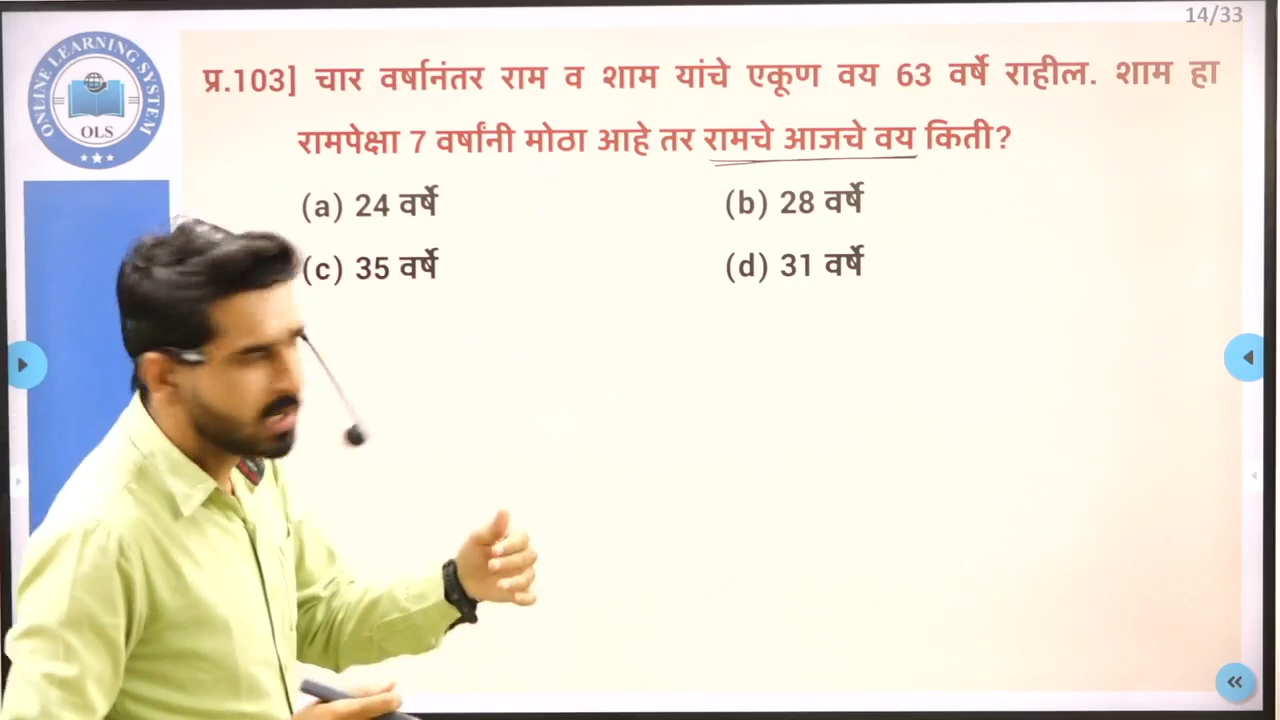 14/33
ONLINE LEARNING SYSTEM
OLS
प्र.103] चार वर्षानंतर राम व शाम यांचे एकूण वय 63 वर्षे राहील. शाम हा
रामपेक्षा 7 वर्षांनी मोठा आहे तर रामचे आजचे वय किती?
(a) 24 वर्षे (b) 28 वर्षे
(c) 35 वर्षे (d) 31 वर्षे